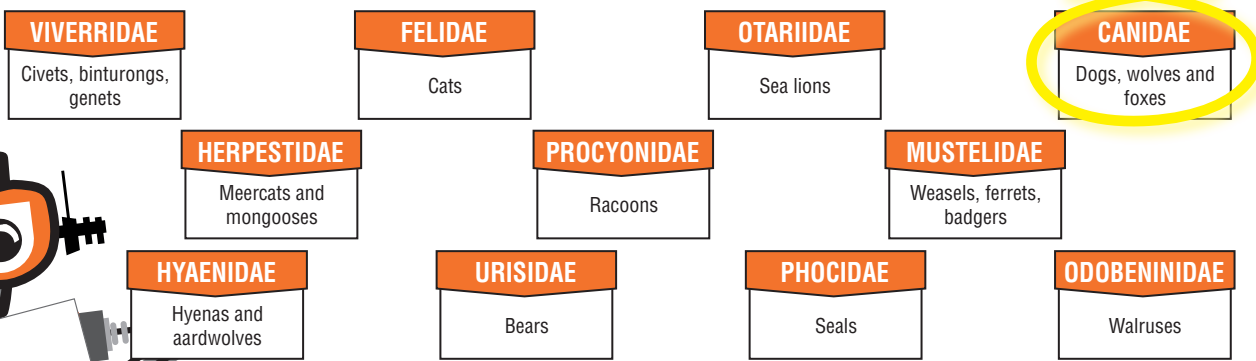 VIVERRIDAE
Civets, binturongs,
genets
FELIDAE
Cats
OTARIIDAE
Sea lions
CANIDAE
Dogs, wolves and
foxes
HERPESTIDAE
Meercats and
mongooses
PROCYONIDAE
Racoons
MUSTELIDAE
Weasels, ferrets,
badgers
HYAENIDAE
Hyenas and
aardwolves
URISIDAE
Bears
PHOCIDAE
Seals
ODOBENINIDAE
Walruses